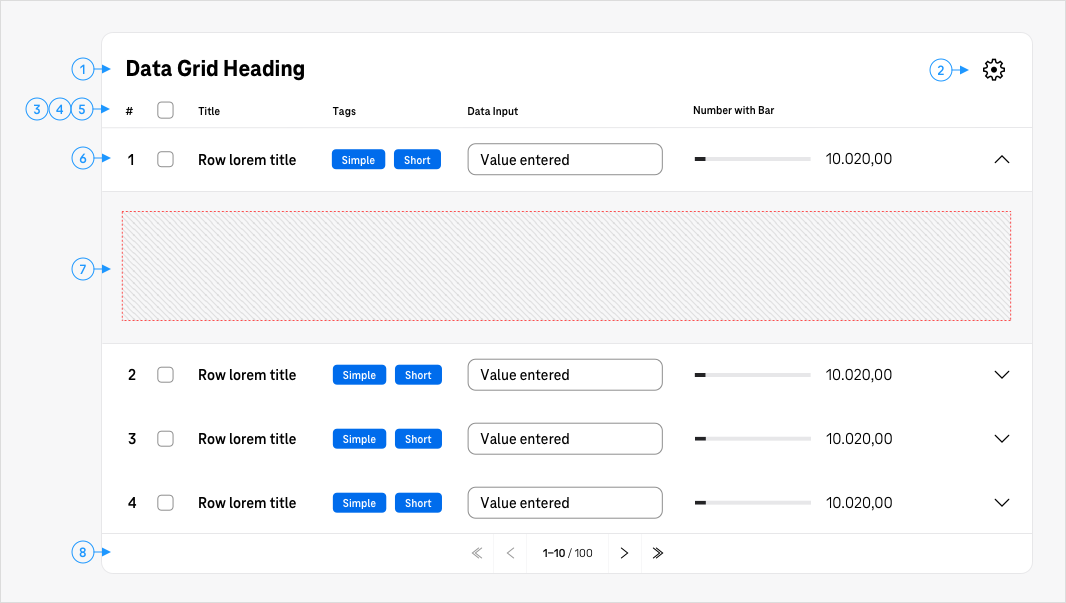 1 Data Grid Heading 2
3 4 5 # Title Tags Data Input Number with Bar
6 1 Row lorem title Simple Short Value entered 10.020,00
7
2 Row lorem title Simple Short Value entered 10.020,00
3 Row lorem title Simple Short Value entered 10.020,00
4 Row lorem title Simple Short Value entered 10.020,00
8 1–10 / 100